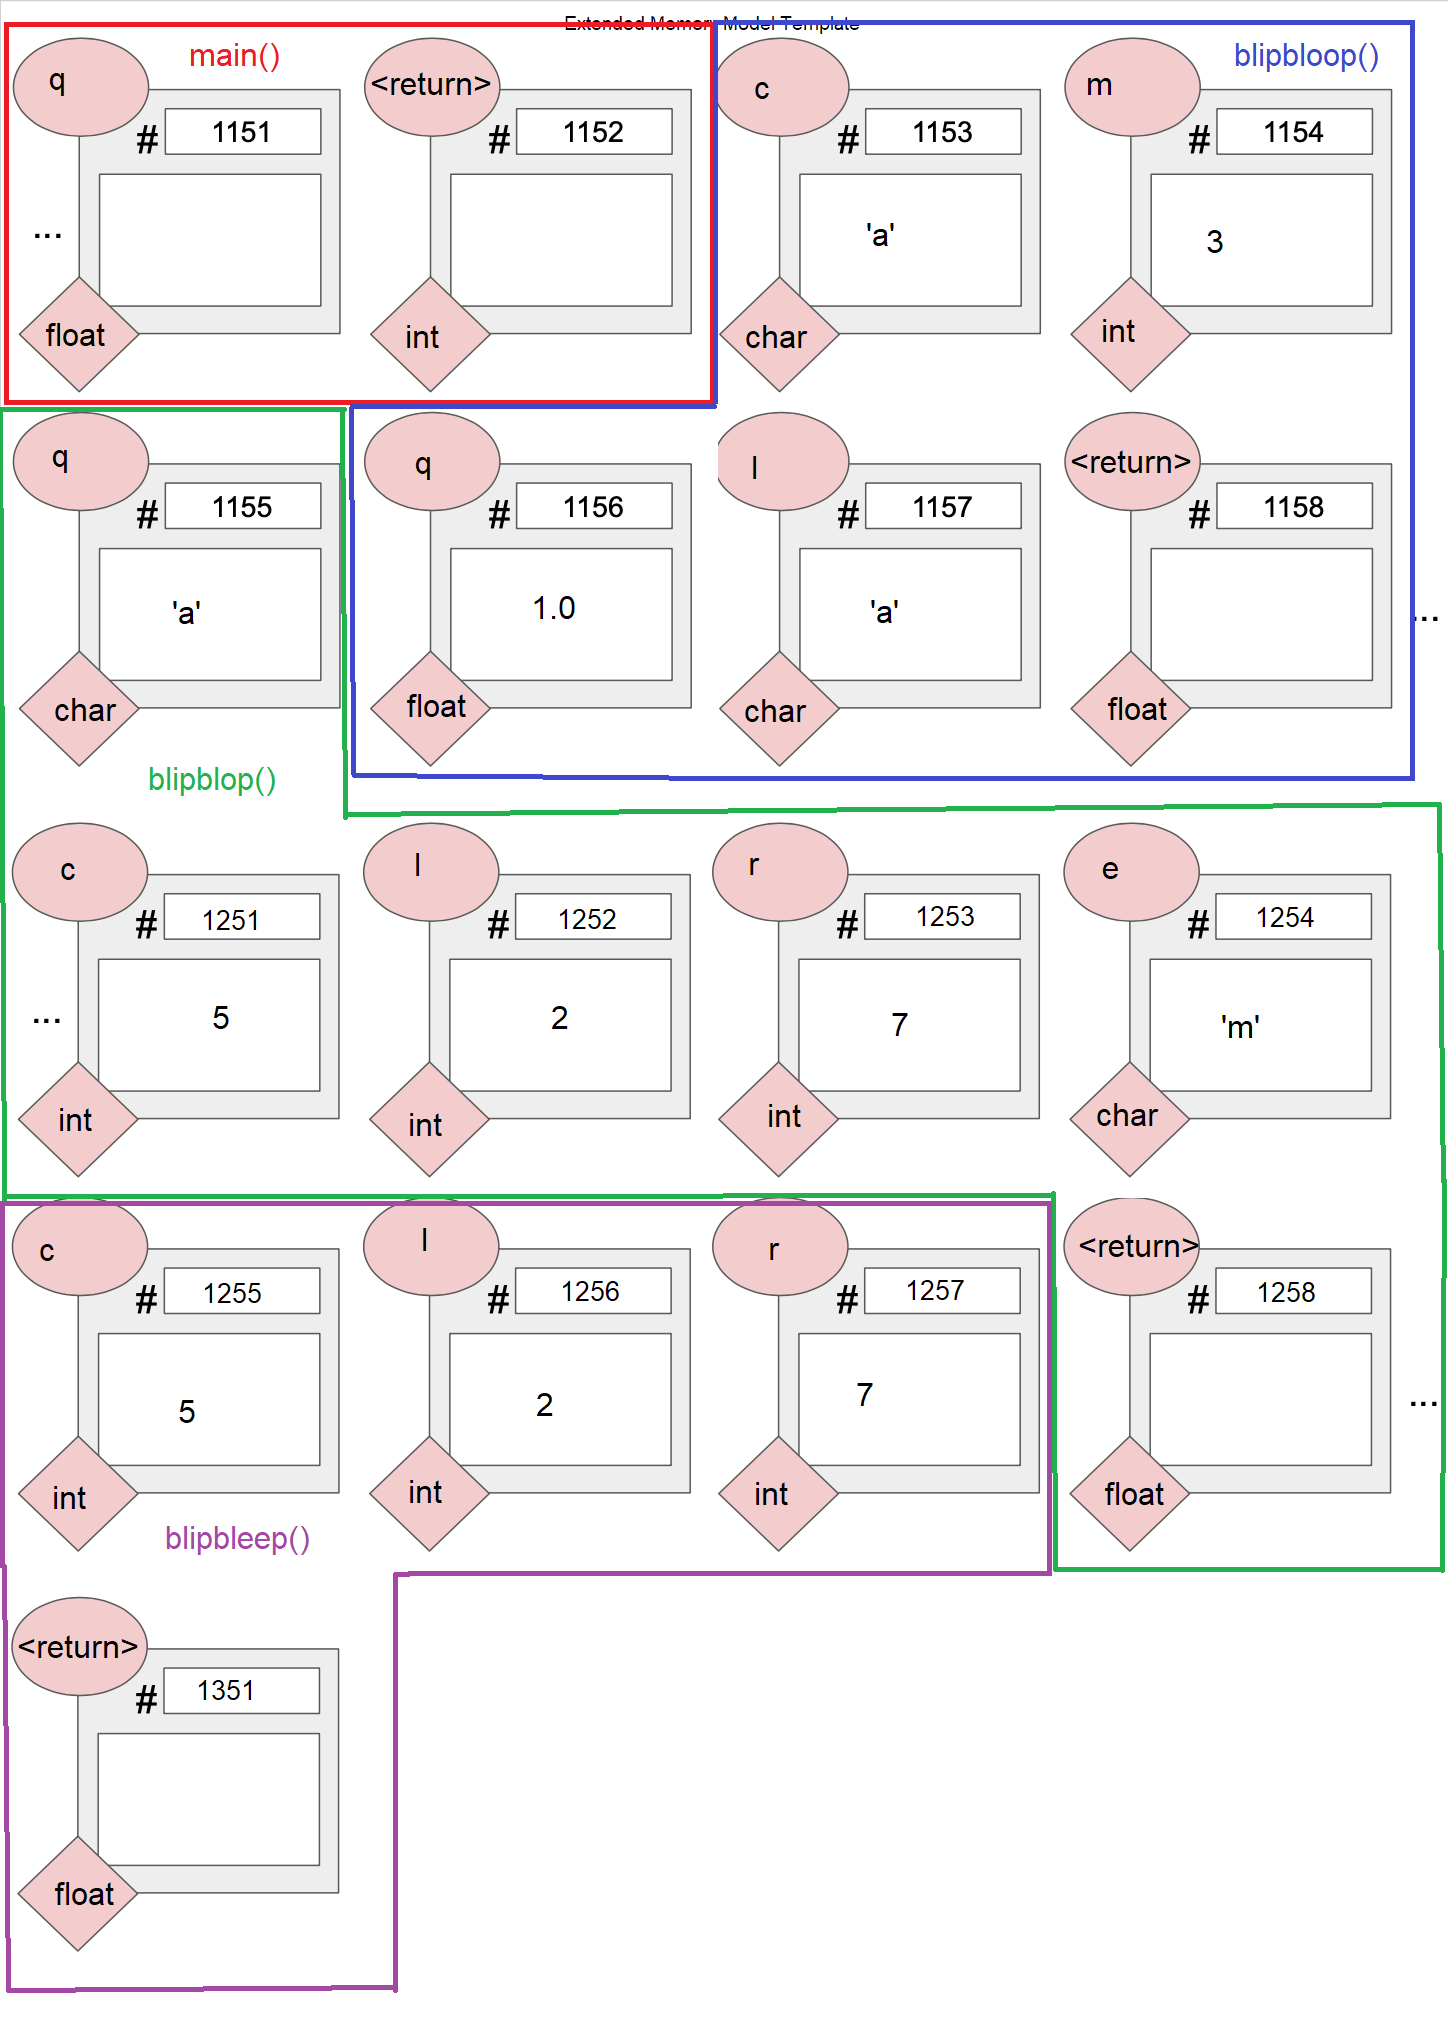 Extended Memory Model Template
main() blipbloop()
q <return> c m
# 1151 # 1152 # 1153 # 1154
... 'a' 3
float int char int
q q l <return>
# 1155 # 1156 # 1157 # 1158
'a' 1.0 'a' ...
char float char float
blipblop()
c l r e
# 1251 # 1252 # 1253 # 1254
... 5 2 7 'm'
int int int char
c l r <return>
# 1255 # 1256 # 1257 # 1258
5 2 7 ...
int int int float
blipbleep()
<return>
# 1351
float